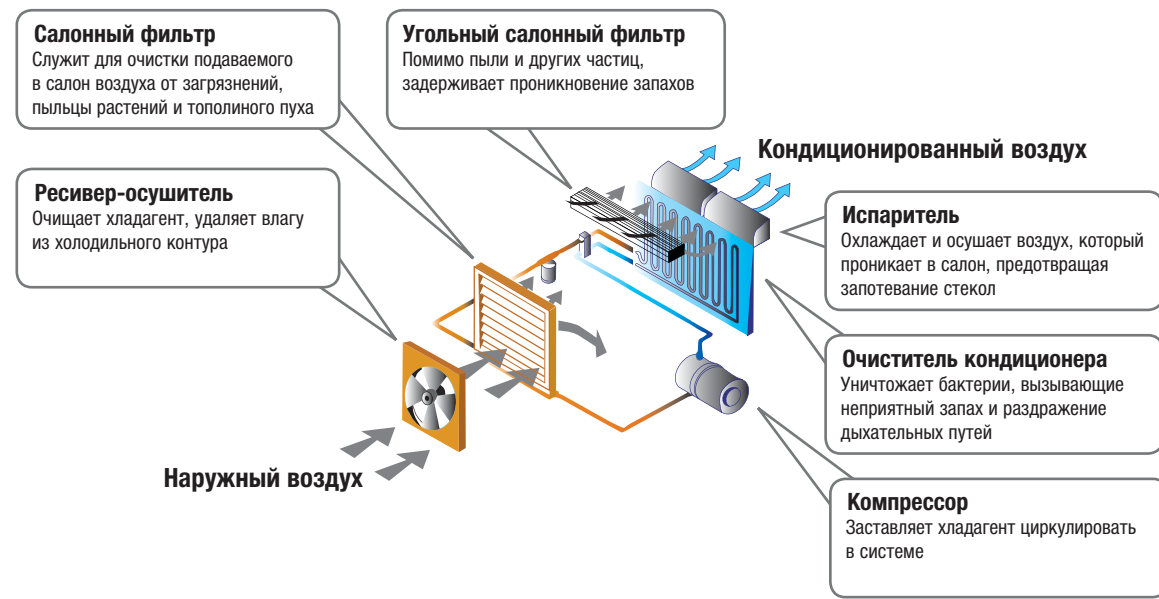 Салонный фильтр
Служит для очистки подаваемого
в салон воздуха от загрязнений,
пыльцы растений и тополиного пуха
Угольный салонный фильтр
Помимо пыли и других частиц,
задерживает проникновение запахов
Кондиционированный воздух
Ресивер-осушитель
Очищает хладагент, удаляет влагу
из холодильного контура
Испаритель
Охлаждает и осушает воздух, который
проникает в салон, предотвращая
запотевание стекол
Очиститель кондиционера
Уничтожает бактерии, вызывающие
неприятный запах и раздражение
дыхательных путей
Наружный воздух
Компрессор
Заставляет хладагент циркулировать
в системе